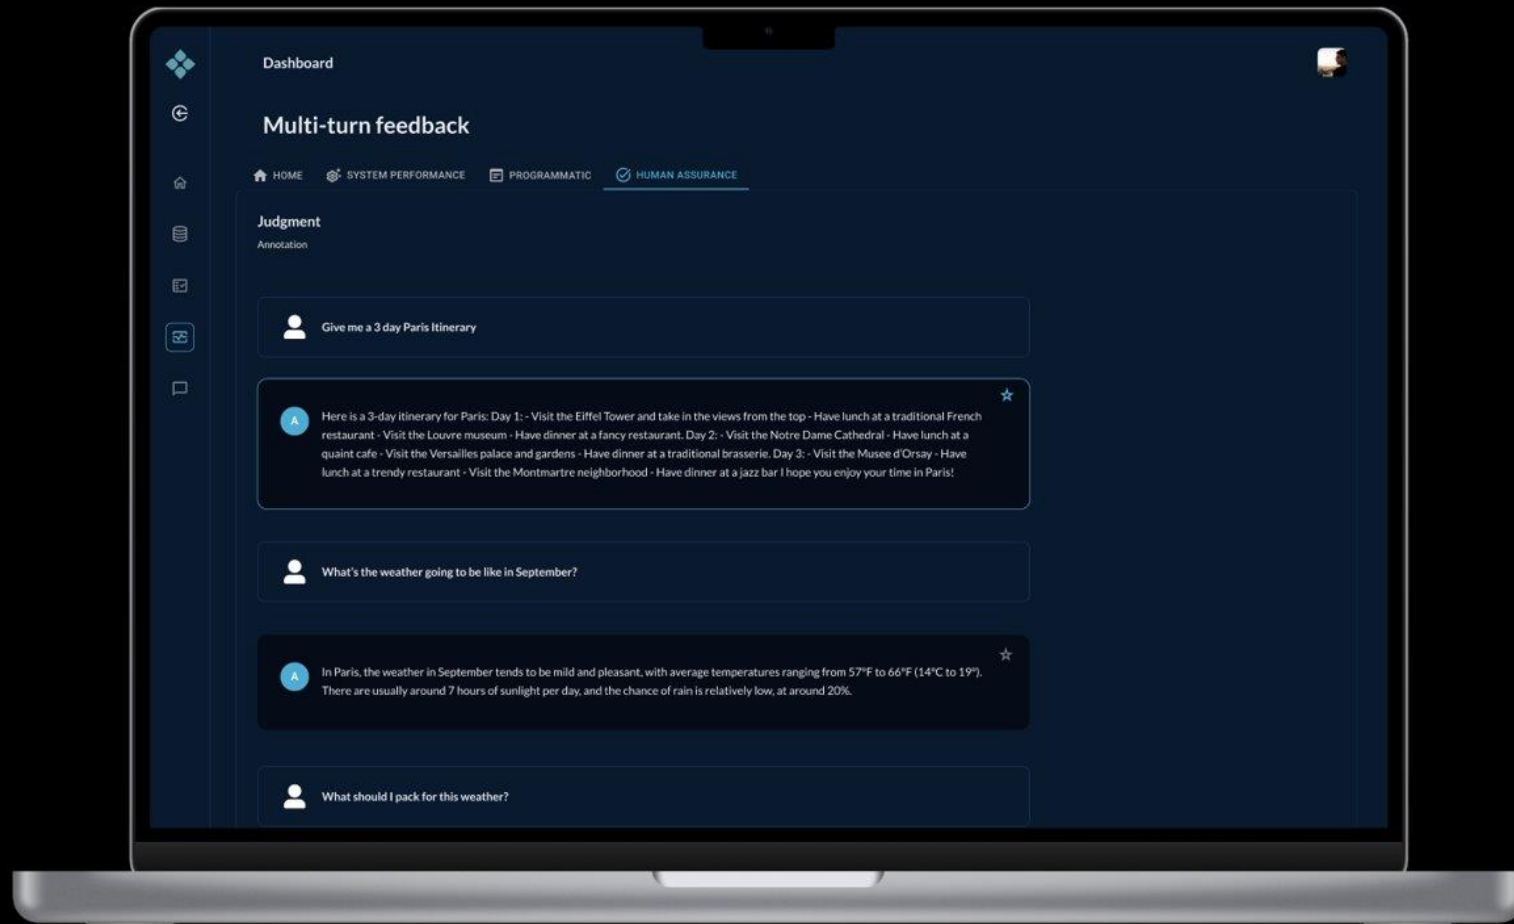 Dashboard
Multi-turn feedback
HOME SYSTEM PERFORMANCE PROGRAMMATIC HUMAN ASSURANCE
Judgment
Annotation
Give me a 3 day Paris Itinerary
A
Here is a 3-day itinerary for Paris: Day 1: - Visit the Eiffel Tower and take in the views from the top - Have lunch at a traditional French
restaurant - Visit the Louvre museum - Have dinner at a fancy restaurant. Day 2: - Visit the Notre Dame Cathedral - Have lunch at a
quaint cafe - Visit the Versailles palace and gardens - Have dinner at a traditional brasserie. Day 3: - Visit the Musee d'Orsay - Have
lunch at a trendy restaurant - Visit the Montmartre neighborhood - Have dinner at a jazz bar I hope you enjoy your time in Paris!
What's the weather going to be like in September?
A
In Paris, the weather in September tends to be mild and pleasant, with average temperatures ranging from 57°F to 66°F (14°C to 19°).
There are usually around 7 hours of sunlight per day, and the chance of rain is relatively low, at around 20%.
What should I pack for this weather?